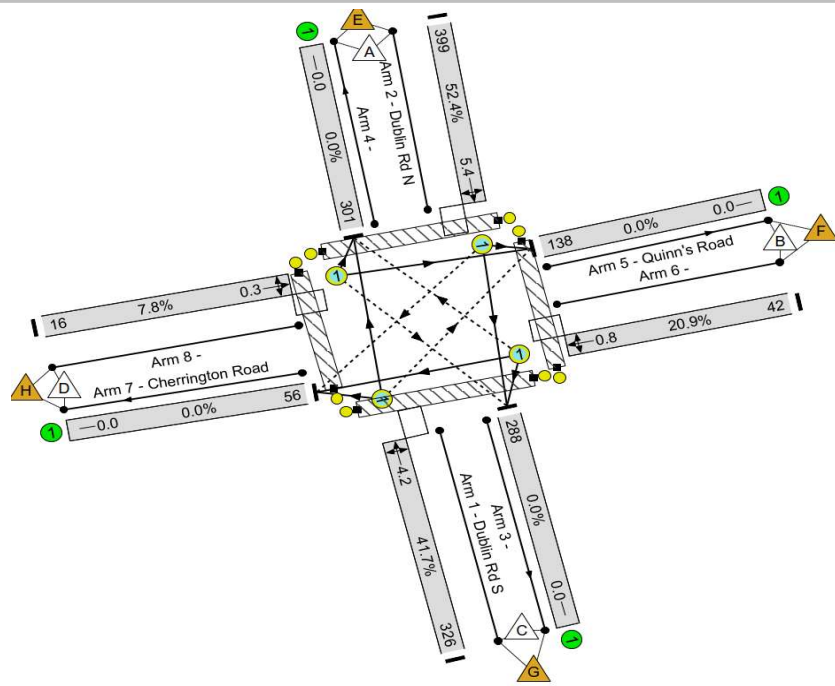 E
A
1
399
52.4%
5.4
Arm 2 - Dublin Rd N
Arm 4 -
0.0
0.0%
301
1
138
0.0%
0.0
F
B
Arm 5 - Quinn's Road
Arm 6 -
42
20.9%
0.8
16
7.8%
0.3
1
1
1
1
Arm 8 -
Arm 7 - Cherrington Road
H
D
1
0.0
0.0%
56
288
0.0%
0.0
Arm 3 -
Arm 1 - Dublin Rd S
4.2
41.7%
326
C
G
1